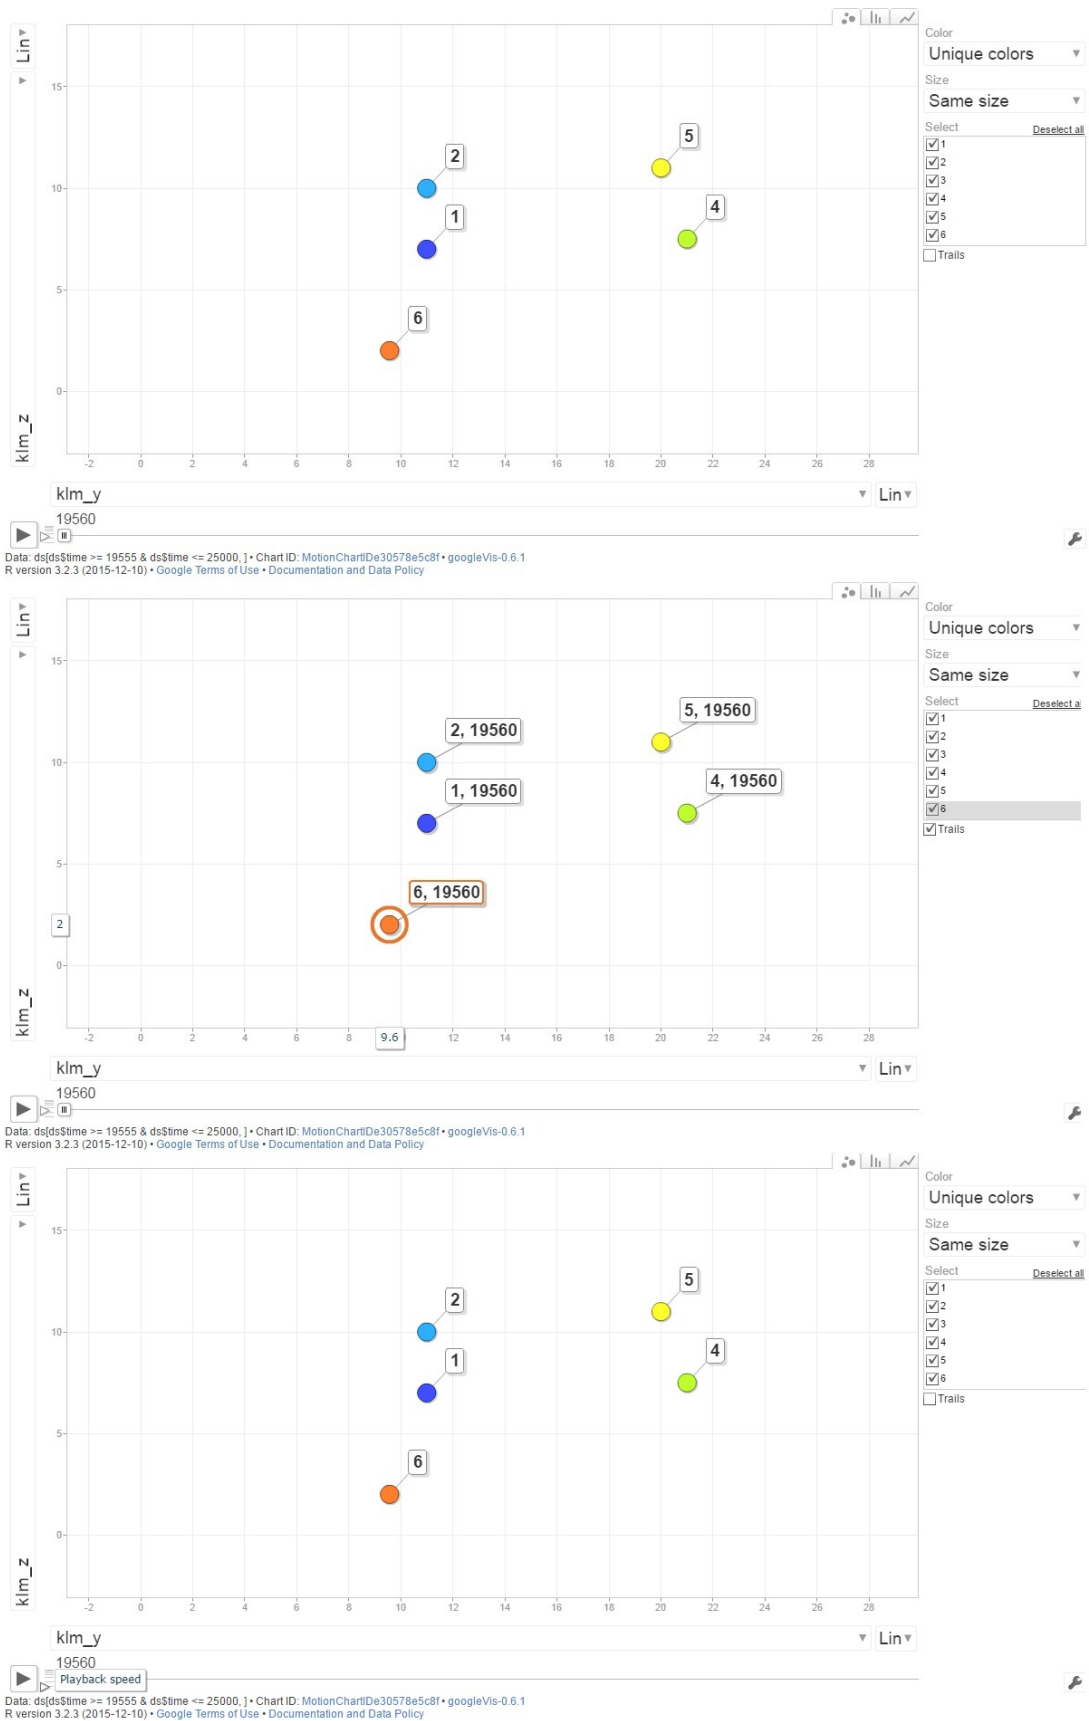 Color
Unique colors
Size
Same size
Select Deselect all
1
2
3
4
5
6
Trails
Lin
klm_z
15
10
5
0
2
5
1
4
6
-2 0 2 4 6 8 10 12 14 16 18 20 22 24 26 28
klm_y Lin
19560
Data: ds[ds$time >= 19555 & ds$time <= 25000, ] • Chart ID: MotionChartIDe30578e5c8f • googleVis-0.6.1
R version 3.2.3 (2015-12-10) • Google Terms of Use • Documentation and Data Policy
Color
Unique colors
Size
Same size
Select Deselect al
1
2
3
4
5
6
Trails
Lin
klm_z
15
10
5
0
2
5, 19560
2, 19560
4, 19560
1, 19560
6, 19560
-2 0 2 4 6 8 9.6 12 14 16 18 20 22 24 26 28
klm_y Lin
19560
Data: ds[ds$time >= 19555 & ds$time <= 25000, ] • Chart ID: MotionChartIDe30578e5c8f • googleVis-0.6.1
R version 3.2.3 (2015-12-10) • Google Terms of Use • Documentation and Data Policy
Color
Unique colors
Size
Same size
Select Deselect all
1
2
3
4
5
6
Trails
Lin
klm_z
15
10
5
0
5
2
4
1
6
-2 0 2 4 6 8 10 12 14 16 18 20 22 24 26 28
klm_y Lin
19560
Playback speed
Data: ds[ds$time >= 19555 & ds$time <= 25000, ] • Chart ID: MotionChartIDe30578e5c8f • googleVis-0.6.1
R version 3.2.3 (2015-12-10) • Google Terms of Use • Documentation and Data Policy